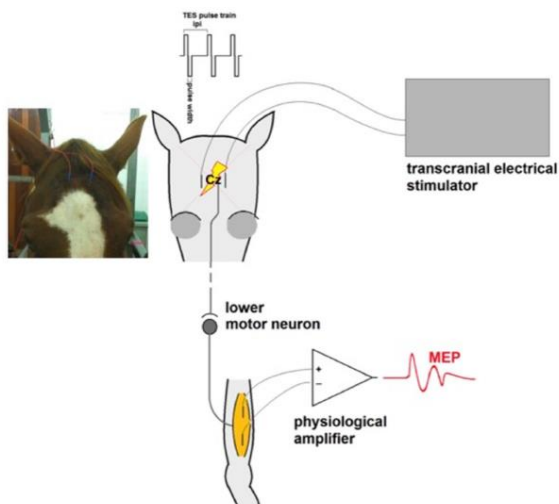 TES pulse train
ipi
pulse width
Cz
transcranial electrical
stimulator
lower
motor neuron
+
−
MEP
physiological
amplifier